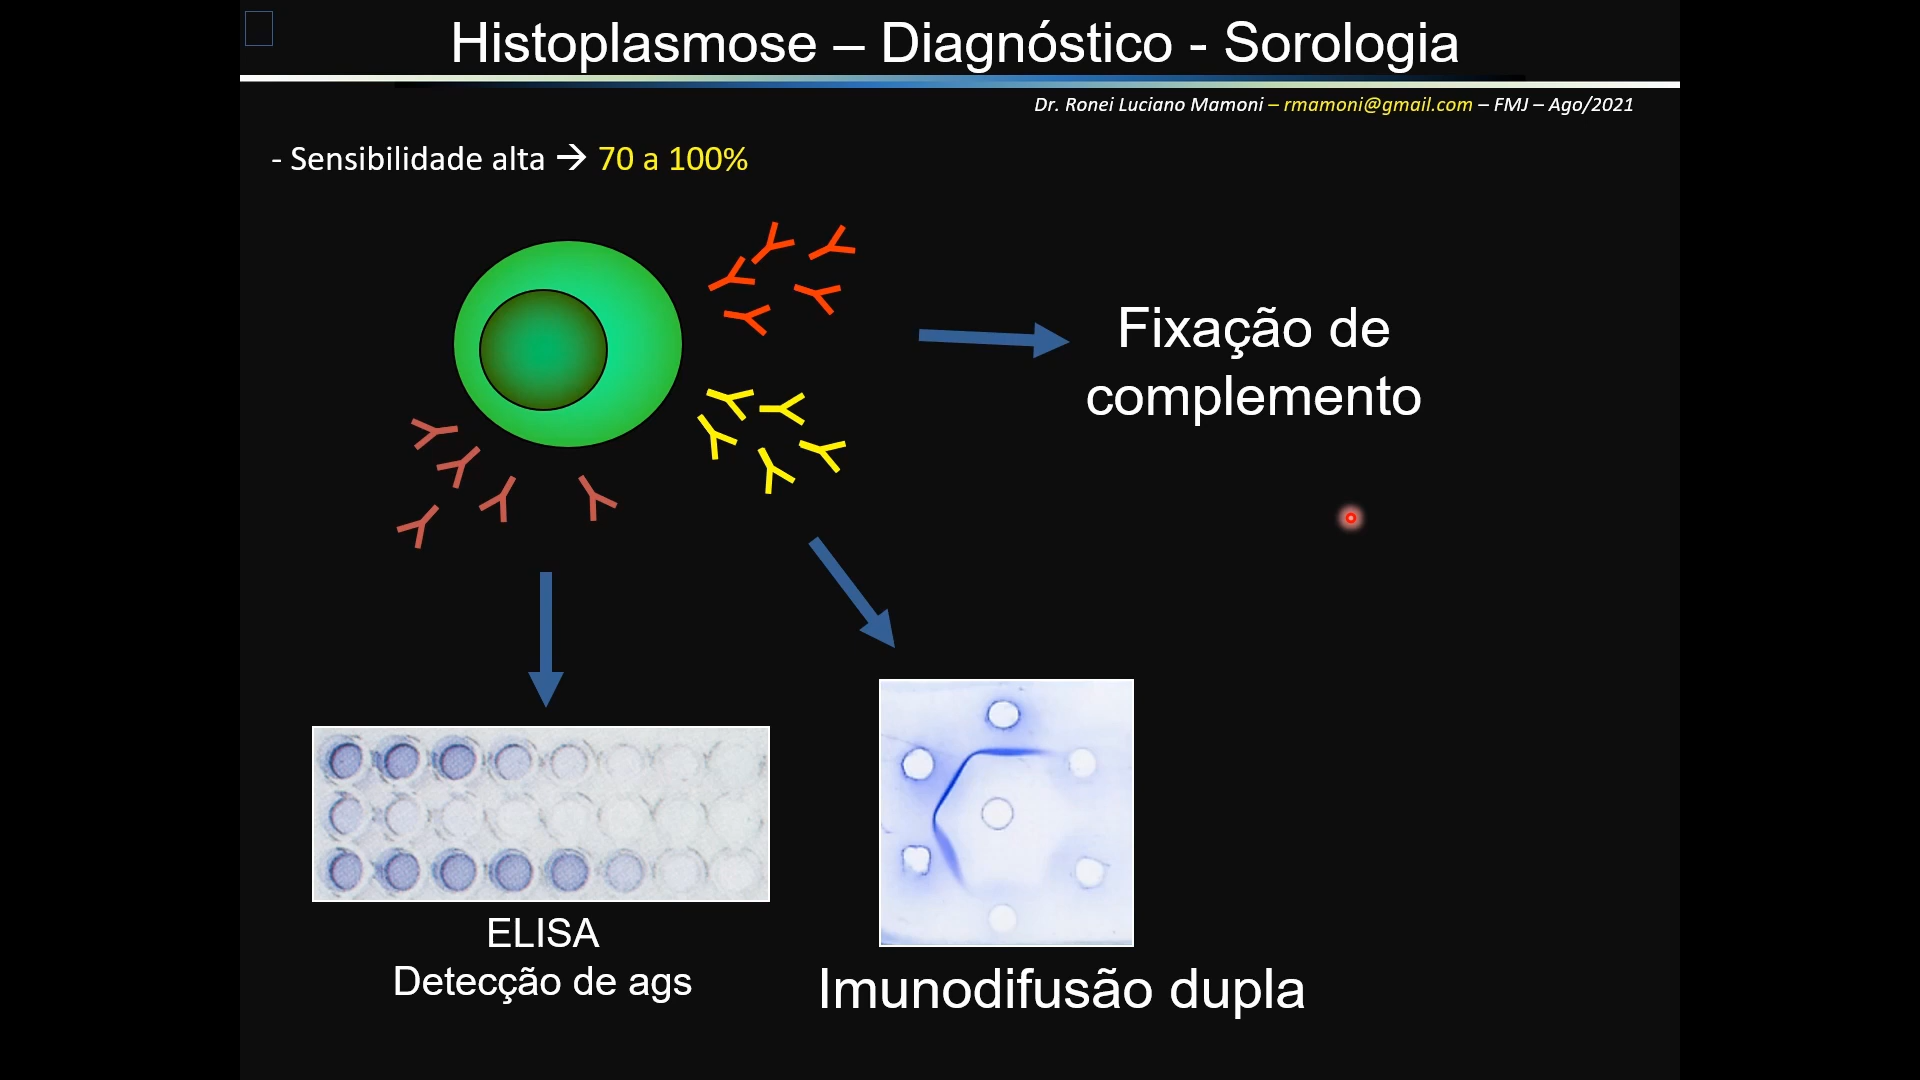 Histoplasmose – Diagnóstico - Sorologia
Dr. Ronei Luciano Mamoni – rmamoni@gmail.com – FMJ – Ago/2021
- Sensibilidade alta → 70 a 100%
Fixação de
complemento
ELISA
Detecção de ags
Imunodifusão dupla